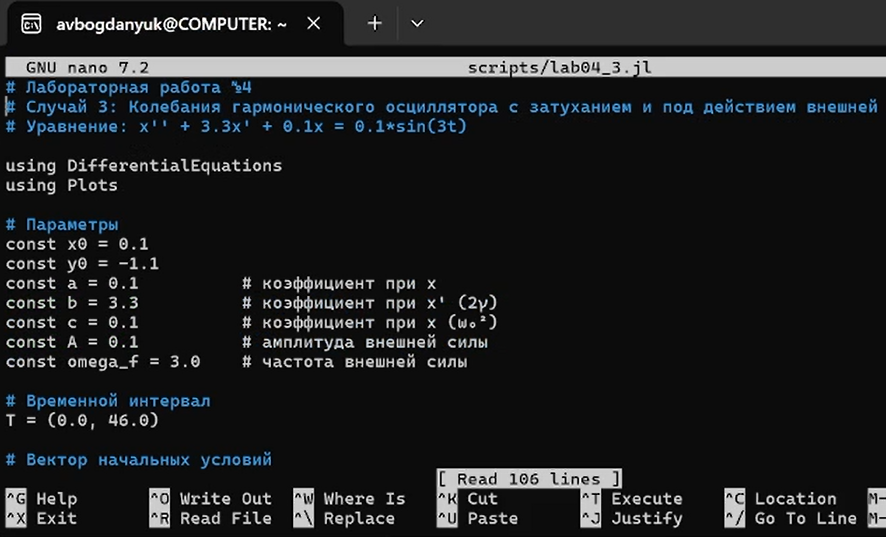 avbogdanyuk@COMPUTER: ~
GNU nano 7.2 scripts/lab04_3.jl
# Лабораторная работа №4
# Случай 3: Колебания гармонического осциллятора с затуханием и под действием внешней
# Уравнение: x'' + 3.3x' + 0.1x = 0.1*sin(3t)
using DifferentialEquations
using Plots
# Параметры
const x0 = 0.1
const y0 = -1.1
const a = 0.1 # коэффициент при x
const b = 3.3 # коэффициент при x' (2γ)
const c = 0.1 # коэффициент при x (ω₀²)
const A = 0.1 # амплитуда внешней силы
const omega_f = 3.0 # частота внешней силы
# Временной интервал
T = (0.0, 46.0)
# Вектор начальных условий
[ Read 106 lines ]
^G Help ^O Write Out ^W Where Is ^K Cut ^T Execute ^C Location M-
^X Exit ^R Read File ^\ Replace ^U Paste ^J Justify ^/ Go To Line M-